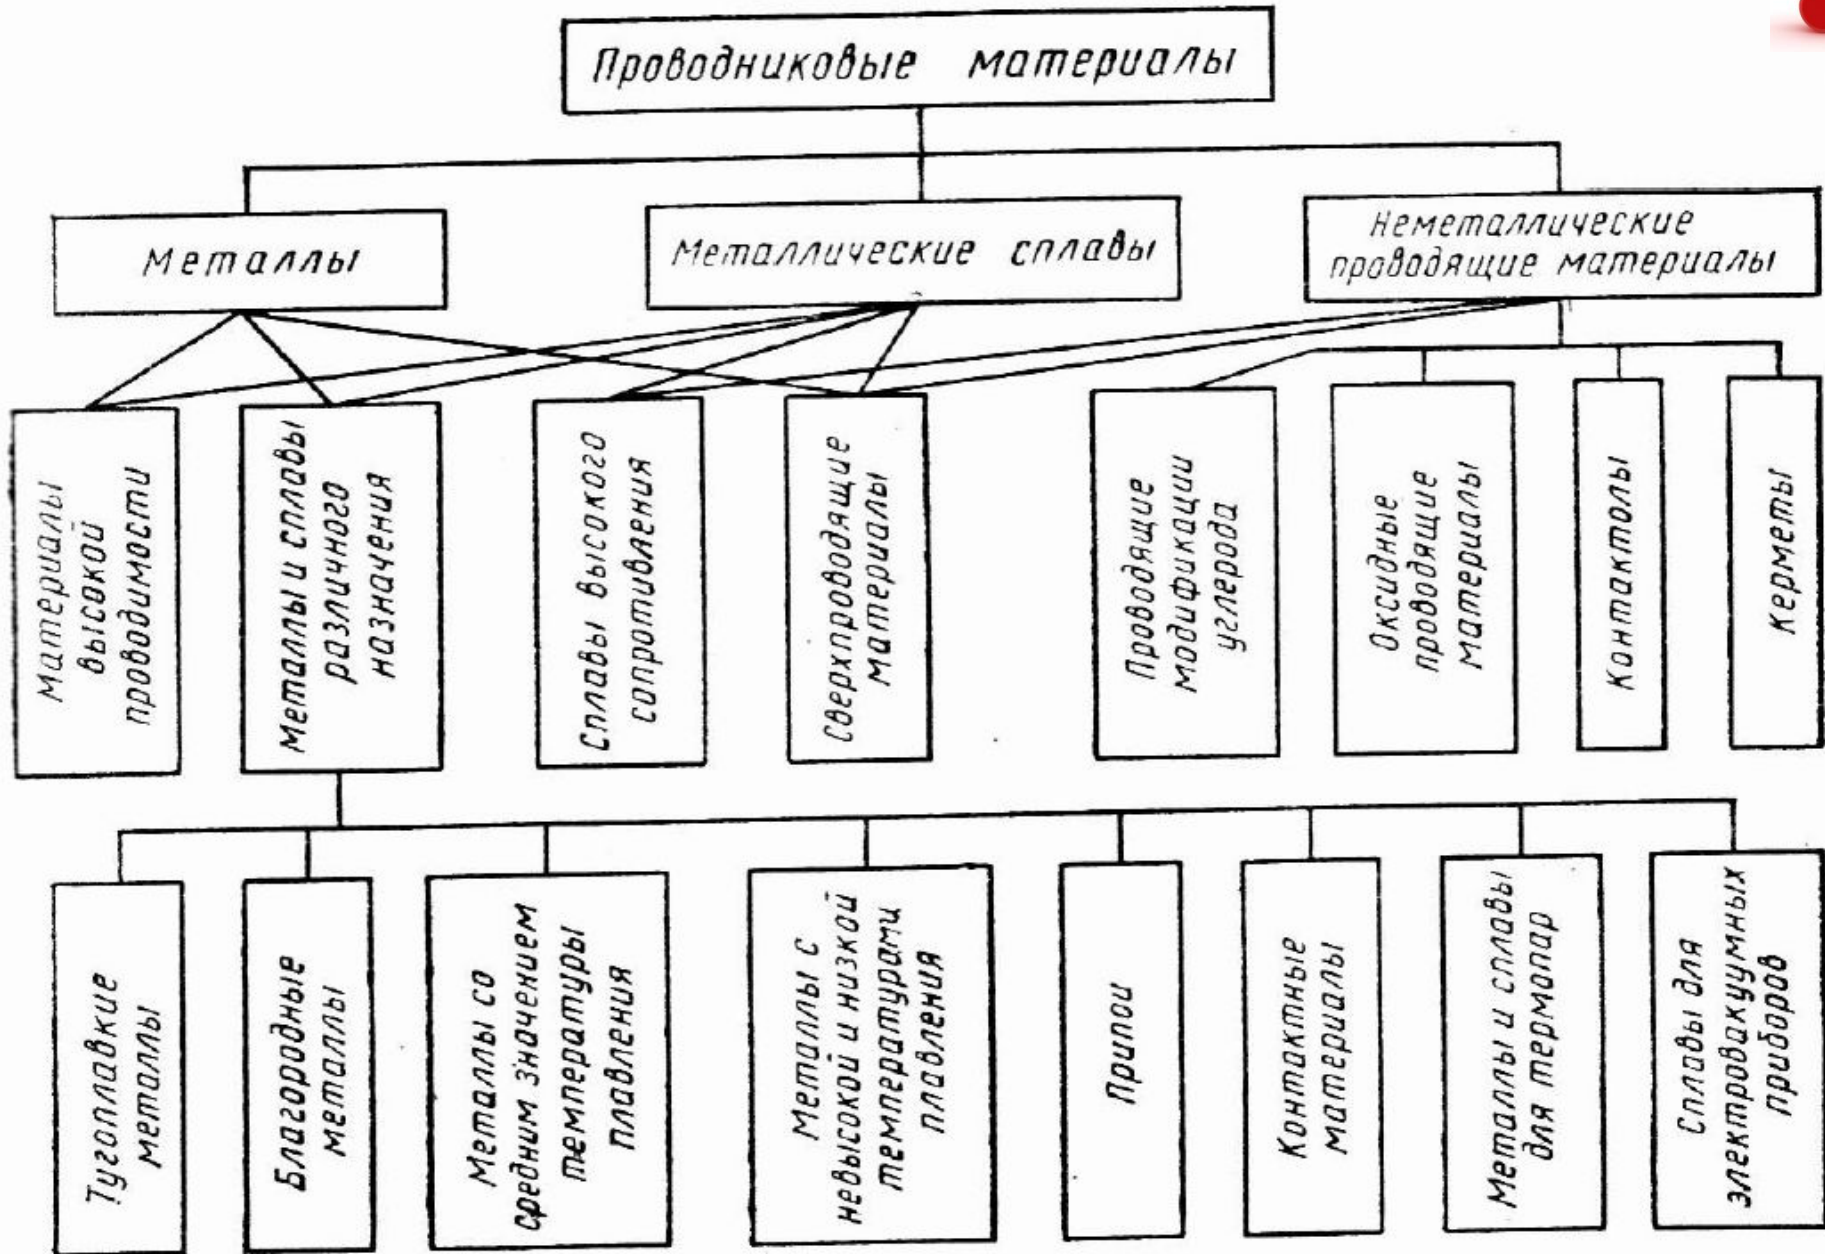 Проводниковые материалы
Металлы
Металлические сплавы
Неметаллические
проводящие материалы
Материалы
высокой
проводимости
Металлы и сплавы
различного
назначения
Сплавы высокого
сопротивления
Сверхпроводящие
материалы
Проводящие
модификации
углерода
Оксидные
проводящие
материалы
Контактолы
Керметы
Тугоплавкие
металлы
Благородные
металлы
Металлы со
средним значением
температуры
плавления
Металлы с
невысокой и низкой
температурами
плавления
Припои
Контактные
материалы
Металлы и сплавы
для термопар
Сплавы для
электровакуумных
приборов